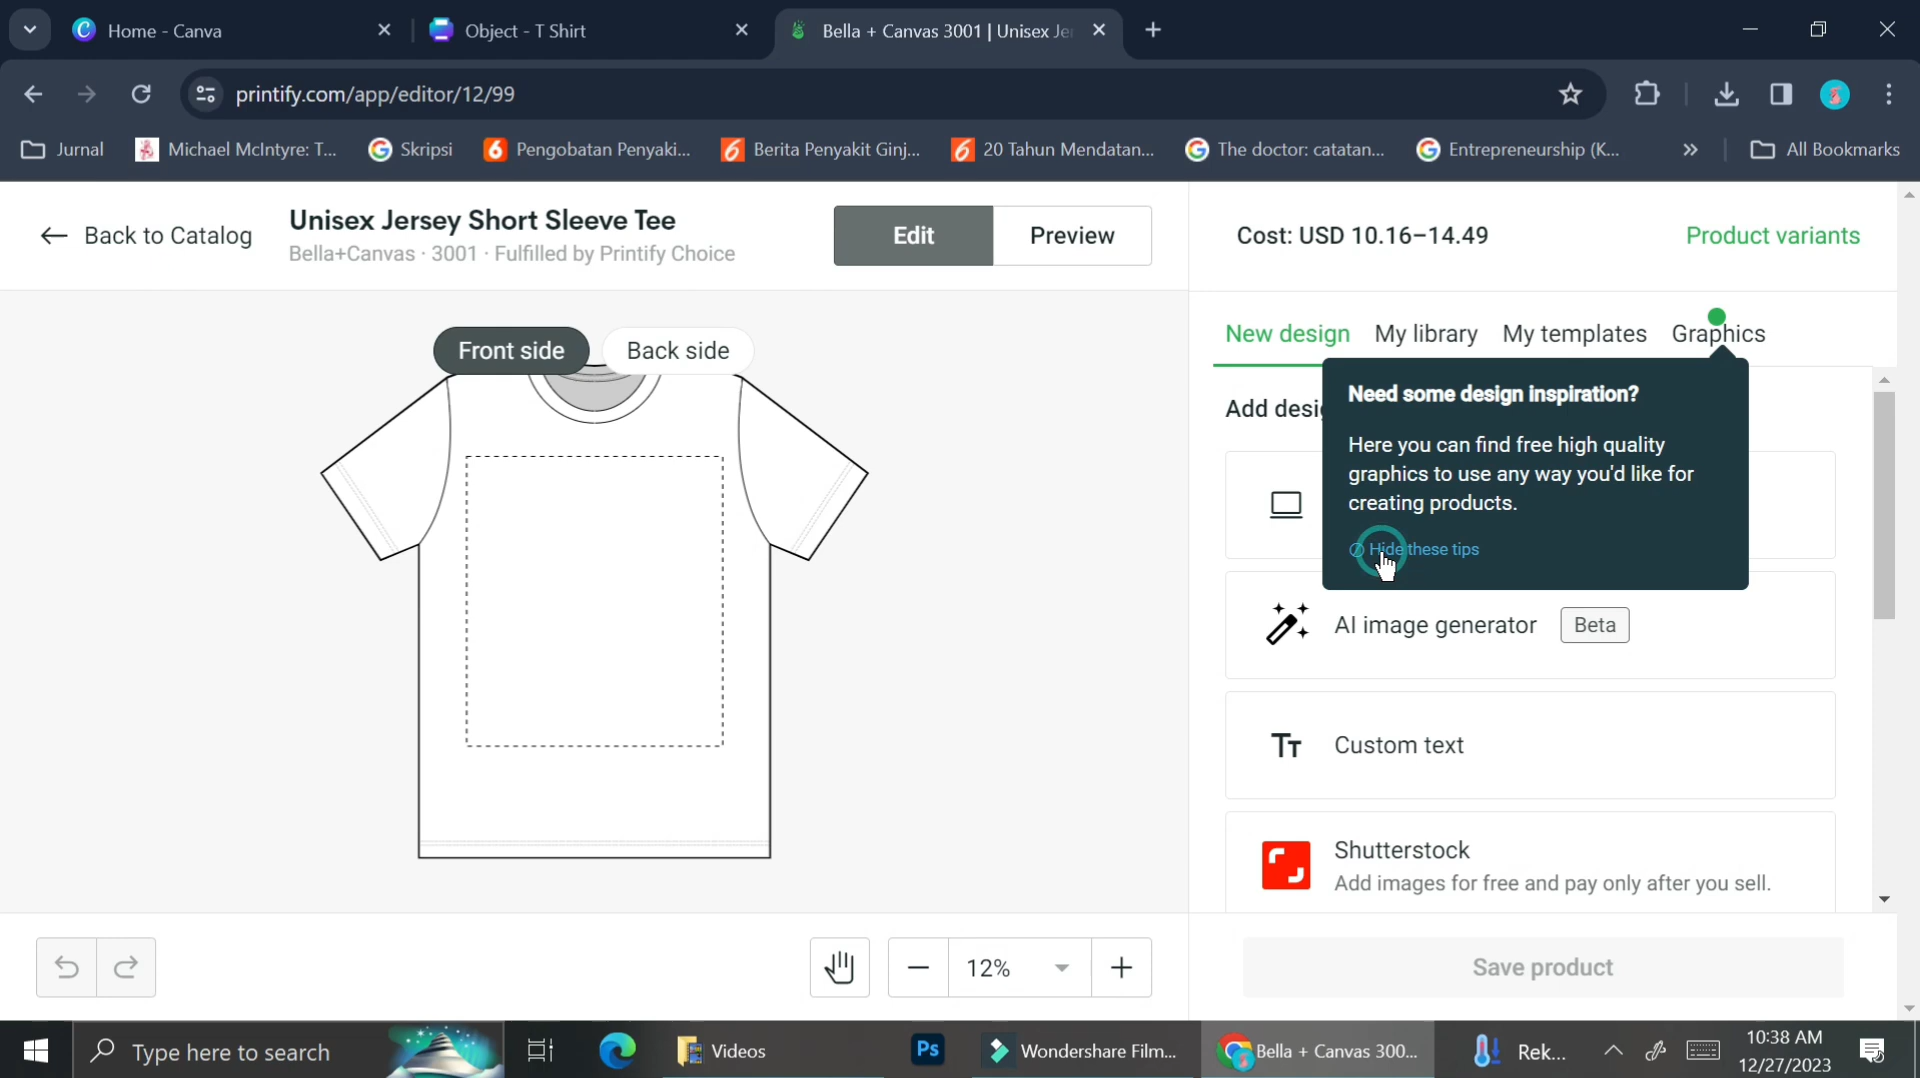 Home - Canva
Object - T Shirt
Bella + Canvas 3001 | Unisex Je
printify.com/app/editor/12/99
Jurnal
Michael McIntyre: T...
Skripsi
Pengobatan Penyaki...
Berita Penyakit Ginj...
20 Tahun Mendatan...
The doctor: catatan...
Entrepreneurship (K...
All Bookmarks
Back to Catalog
Unisex Jersey Short Sleeve Tee
Bella+Canvas · 3001 · Fulfilled by Printify Choice
Edit
Preview
Cost: USD 10.16–14.49
Product variants
Front side
Back side
New design
My library
My templates
Graphics
Add desi
Need some design inspiration?
Here you can find free high quality
graphics to use any way you'd like for
creating products.
Hide these tips
AI image generator
Beta
Custom text
Shutterstock
Add images for free and pay only after you sell.
12%
Save product
Type here to search
Videos
Ps
Wondershare Film...
Bella + Canvas 300...
Rek...
10:38 AM
12/27/2023